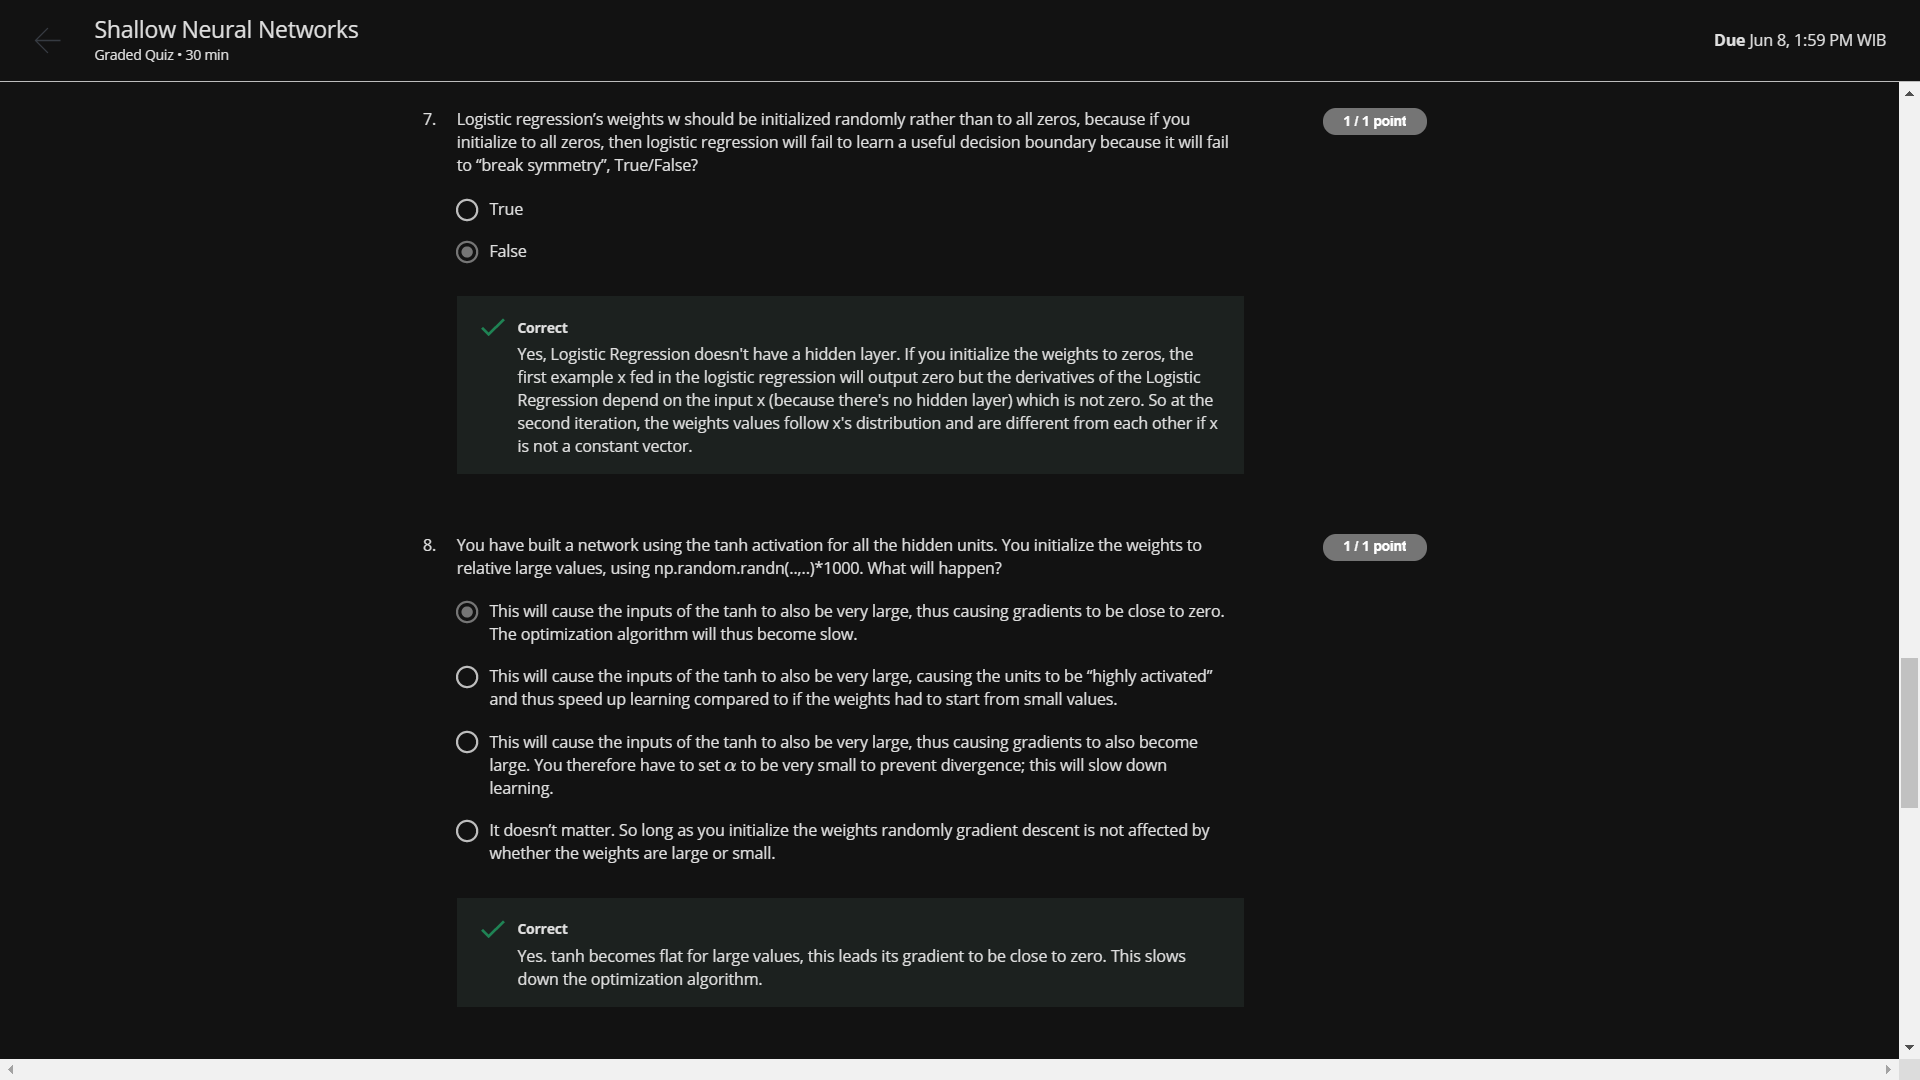 Shallow Neural Networks
Graded Quiz • 30 min
Due Jun 8, 1:59 PM WIB
7. Logistic regression’s weights w should be initialized randomly rather than to all zeros, because if you
initialize to all zeros, then logistic regression will fail to learn a useful decision boundary because it will fail
to “break symmetry”, True/False?
1 / 1 point
True
False
Correct
Yes, Logistic Regression doesn't have a hidden layer. If you initialize the weights to zeros, the
first example x fed in the logistic regression will output zero but the derivatives of the Logistic
Regression depend on the input x (because there's no hidden layer) which is not zero. So at the
second iteration, the weights values follow x's distribution and are different from each other if x
is not a constant vector.
8. You have built a network using the tanh activation for all the hidden units. You initialize the weights to
relative large values, using np.random.randn(..,..)*1000. What will happen?
1 / 1 point
This will cause the inputs of the tanh to also be very large, thus causing gradients to be close to zero.
The optimization algorithm will thus become slow.
This will cause the inputs of the tanh to also be very large, causing the units to be “highly activated”
and thus speed up learning compared to if the weights had to start from small values.
This will cause the inputs of the tanh to also be very large, thus causing gradients to also become
large. You therefore have to set α to be very small to prevent divergence; this will slow down
learning.
It doesn’t matter. So long as you initialize the weights randomly gradient descent is not affected by
whether the weights are large or small.
Correct
Yes. tanh becomes flat for large values, this leads its gradient to be close to zero. This slows
down the optimization algorithm.